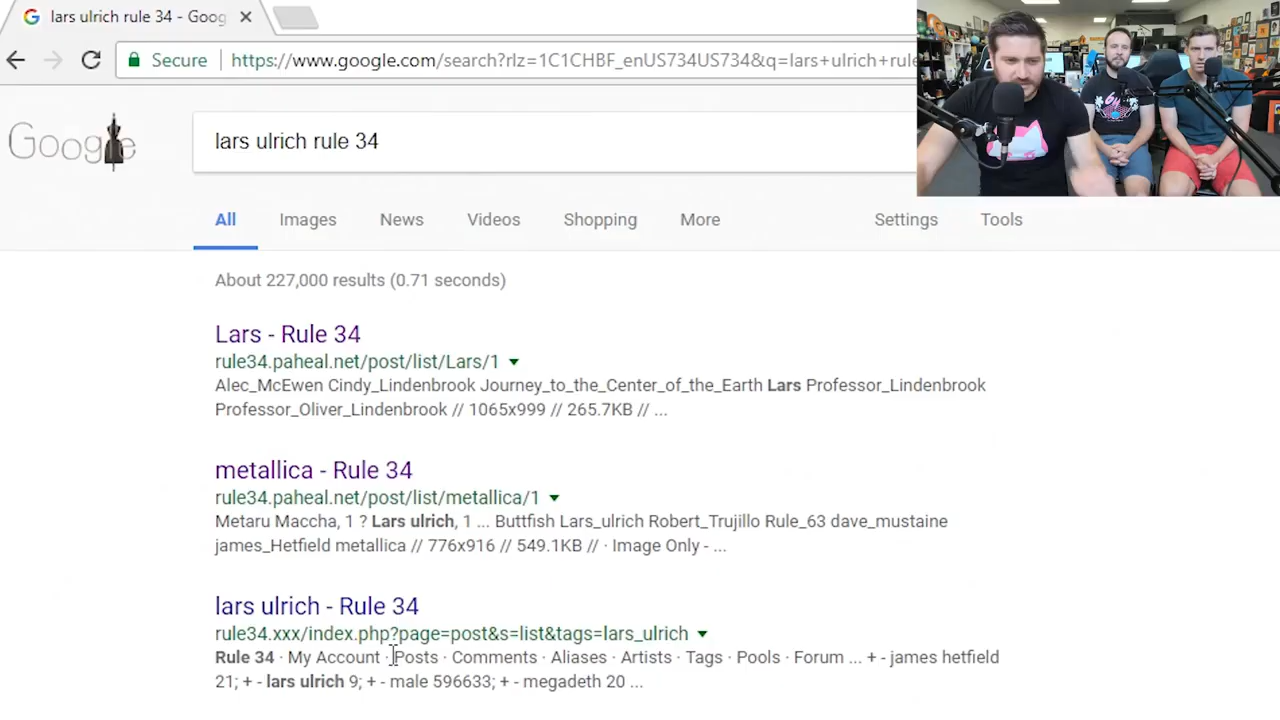 lars ulrich rule 34 - Goog
Secure https://www.google.com/search?rlz=1C1CHBF_enUS734US734&q=lars+ulrich+rule
Google
lars ulrich rule 34
All Images News Videos Shopping More Settings Tools
About 227,000 results (0.71 seconds)
Lars - Rule 34
rule34.paheal.net/post/list/Lars/1
Alec_McEwen Cindy_Lindenbrook Journey_to_the_Center_of_the_Earth Lars Professor_Lindenbrook
Professor_Oliver_Lindenbrook // 1065x999 // 265.7KB // ...
metallica - Rule 34
rule34.paheal.net/post/list/metallica/1
Metaru Maccha, 1 ? Lars ulrich, 1 ... Buttfish Lars_ulrich Robert_Trujillo Rule_63 dave_mustaine
james_Hetfield metallica // 776x916 // 549.1KB // · Image Only - ...
lars ulrich - Rule 34
rule34.xxx/index.php?page=post&s=list&tags=lars_ulrich
Rule 34 · My Account · Posts · Comments · Aliases · Artists · Tags · Pools · Forum ... + - james hetfield
21; + - lars ulrich 9; + - male 596633; + - megadeth 20 ...